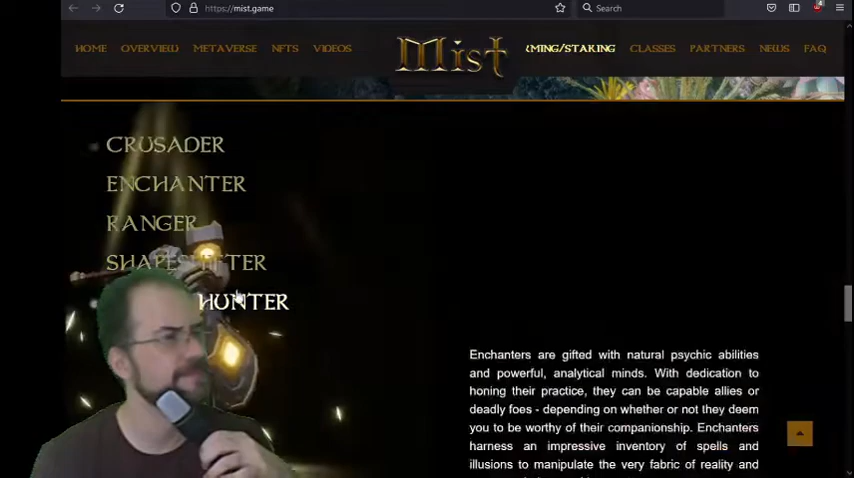 https://mist.game
Search
4
HOME OVERVIEW METAVERSE NFTS VIDEOS Mist MING/STAKING CLASSES PARTNERS NEWS FAQ
CRUSADER
ENCHANTER
RANGER
SHAPESHIFTER
HUNTER
Enchanters are gifted with natural psychic abilities
and powerful, analytical minds. With dedication to
honing their practice, they can be capable allies or
deadly foes - depending on whether or not they deem
you to be worthy of their companionship. Enchanters
harness an impressive inventory of spells and
illusions to manipulate the very fabric of reality and